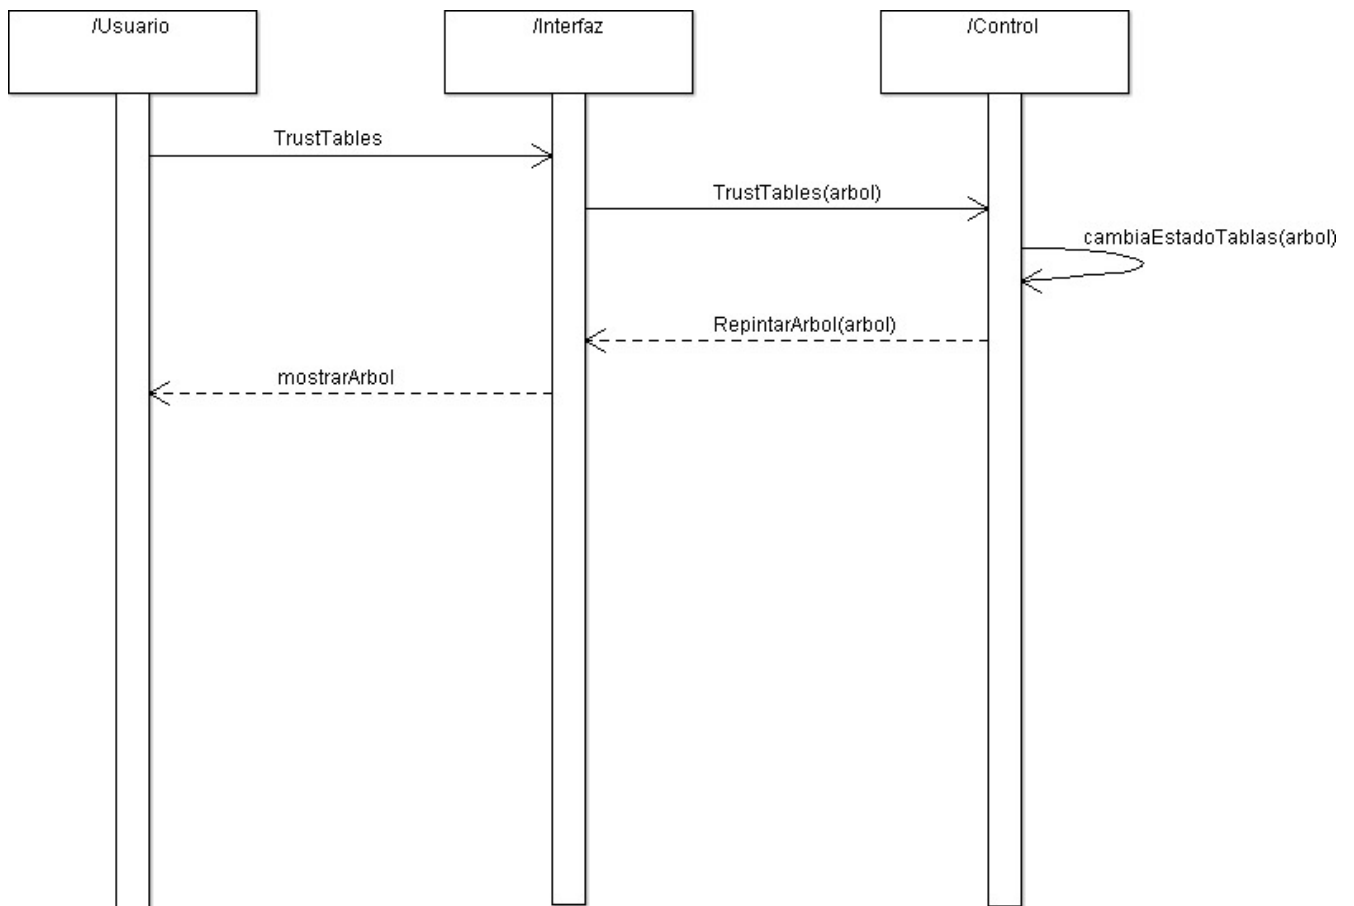 /Usuario
/Interfaz
/Control
TrustTables
TrustTables(arbol)
cambiaEstadoTablas(arbol)
RepintarArbol(arbol)
mostrarArbol